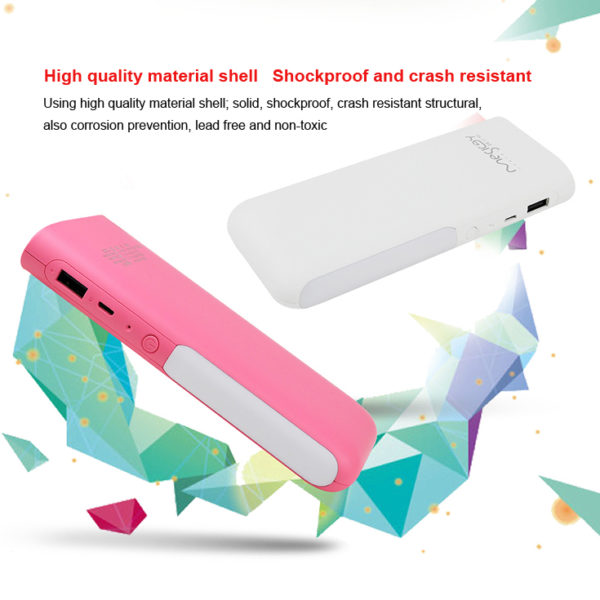 High quality material shell Shockproof and crash resistant
Using high quality material shell; solid, shockproof, crash resistant structural,
also corrosion prevention, lead free and non-toxic